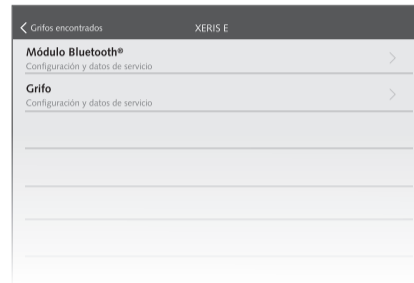 Grifos encontrados XERIS E
Módulo Bluetooth®
Configuración y datos de servicio
Grifo
Configuración y datos de servicio